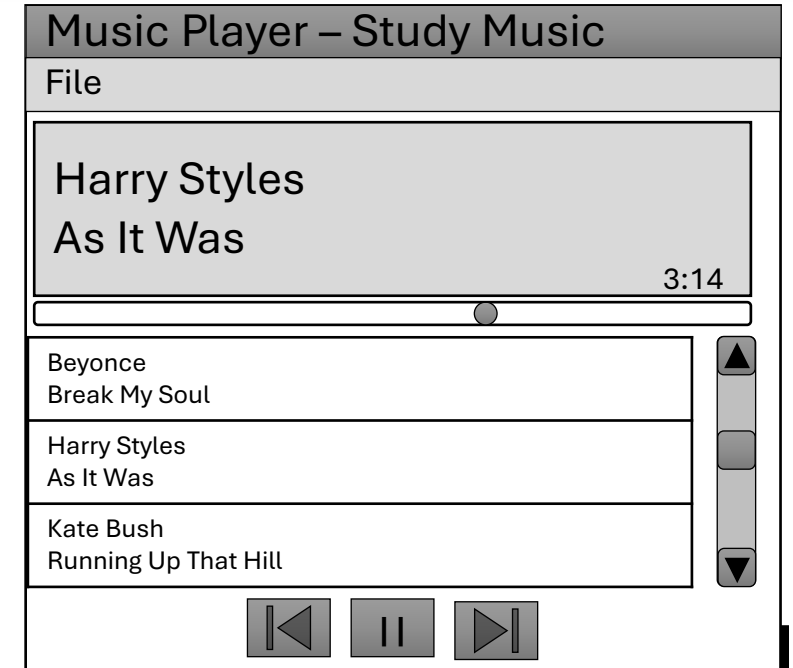 Music Player – Study Music
File
Harry Styles
As It Was
3:14
Beyonce
Break My Soul
Harry Styles
As It Was
Kate Bush
Running Up That Hill